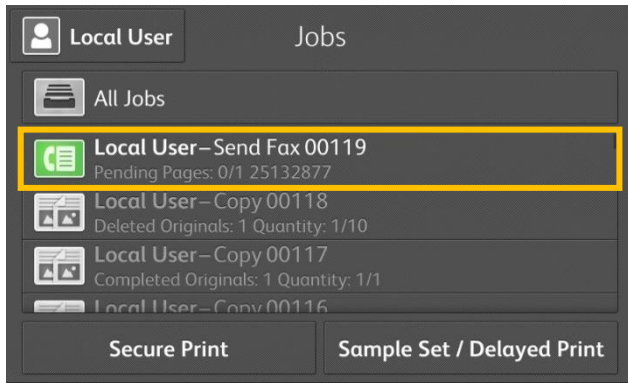 Local User
Jobs
All Jobs
Local User–Send Fax 00119
Pending Pages: 0/1 25132877
Local User–Copy 00118
Deleted Originals: 1 Quantity: 1/10
Local User–Copy 00117
Completed Originals: 1 Quantity: 1/1
Local User–Copy 00116
Secure Print
Sample Set / Delayed Print